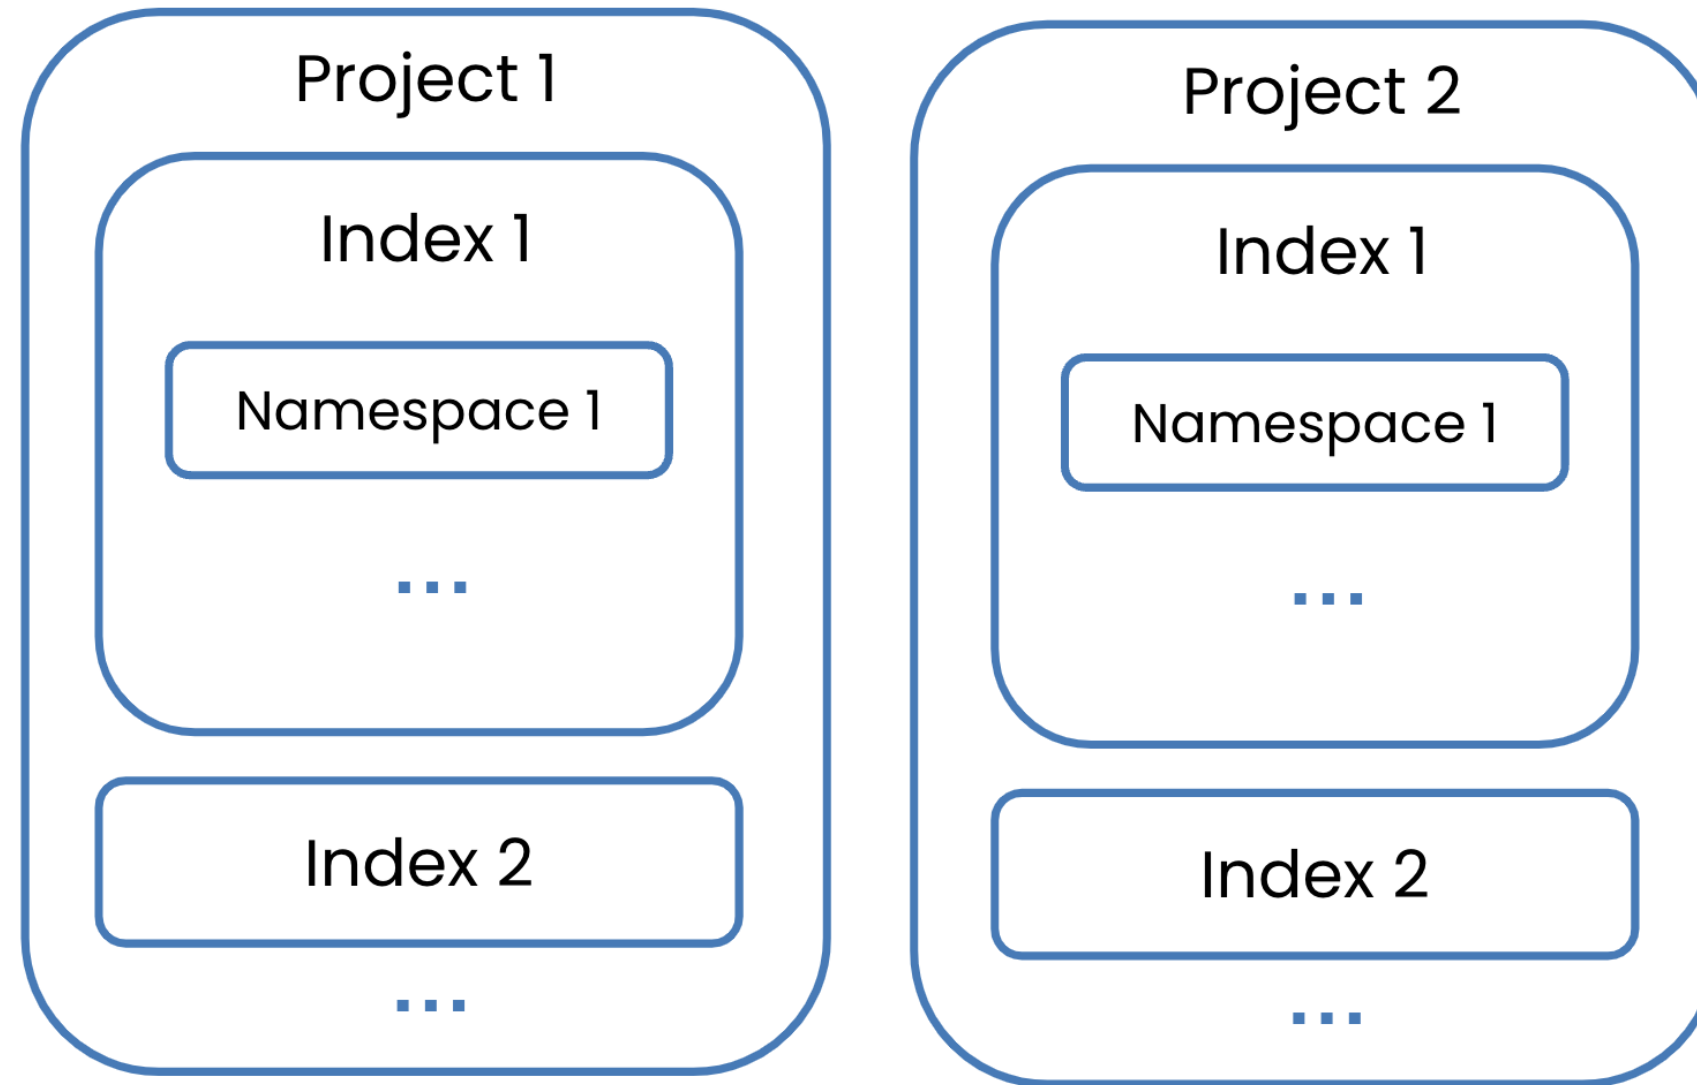 Project 1
Index 1
Namespace 1
...
Index 2
...
Project 2
Index 1
Namespace 1
...
Index 2
...